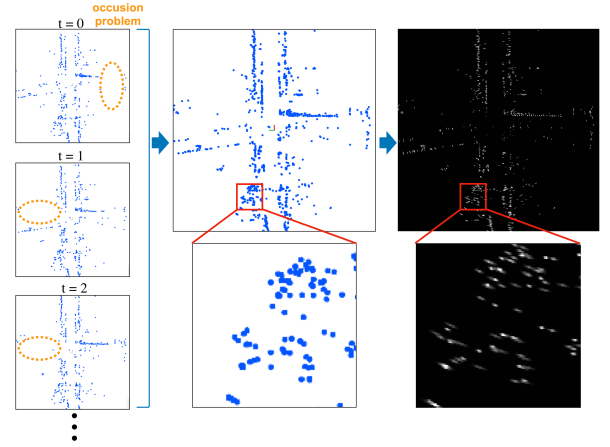 occusion
problem
t = 0
t = 1
t = 2